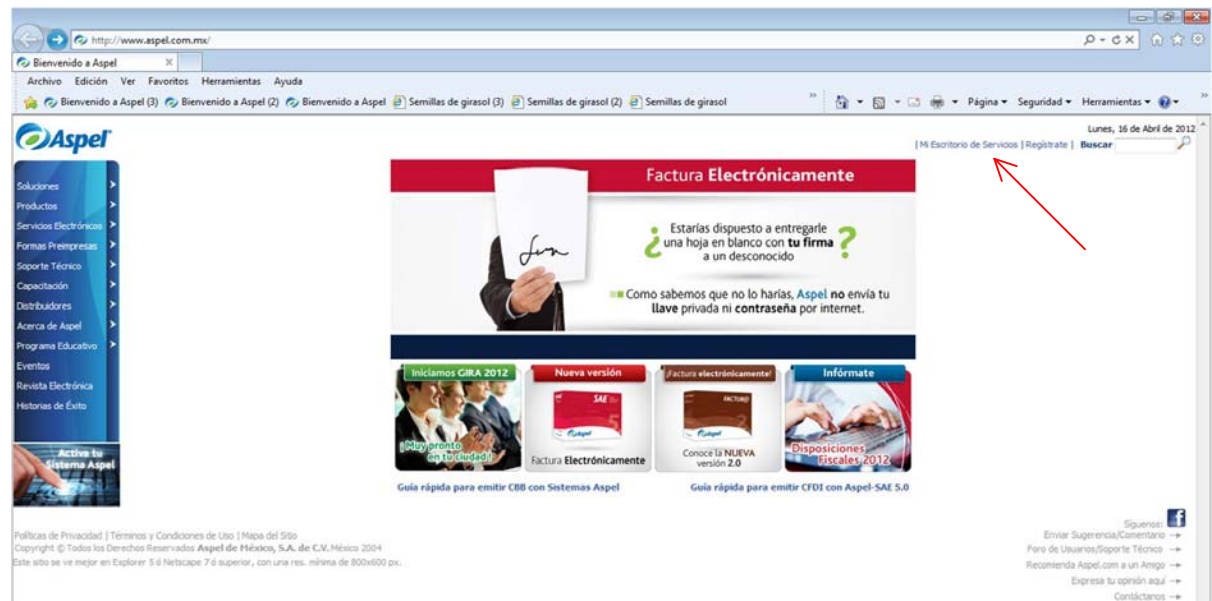 http://www.aspel.com.mx/
Bienvenido a Aspel
Archivo Edición Ver Favoritos Herramientas Ayuda
Bienvenido a Aspel (3) Bienvenido a Aspel (2) Bienvenido a Aspel Semillas de girasol (3) Semillas de girasol (2) Semillas de girasol
Página Seguridad Herramientas
Aspel
Lunes, 16 de Abril de 2012
| Mi Escritorio de Servicios | Regístrate | Buscar
Soluciones
Productos
Servicios Electrónicos
Formas Preimpresas
Soporte Técnico
Capacitación
Distribuidores
Acerca de Aspel
Programa Educativo
Eventos
Revista Electrónica
Historias de Éxito
Activa tu
Sistema Aspel
Factura Electrónicamente
¿Estarías dispuesto a entregarle
una hoja en blanco con tu firma
a un desconocido?
Como sabemos que no lo harías, Aspel no envía tu
llave privada ni contraseña por internet.
Iniciamos GIRA 2012
¡Muy pronto
en tu ciudad!
Nueva versión
SAE
5
Aspel
Factura Electrónicamente
¡Factura electrónicamente!
FACTUR@
Aspel
Conoce la NUEVA
versión 2.0
Infórmate
Disposiciones
Fiscales 2012
Guía rápida para emitir CBB con Sistemas Aspel
Guía rápida para emitir CFDI con Aspel-SAE 5.0
Políticas de Privacidad | Términos y Condiciones de Uso | Mapa del Sitio
Copyright © Todos los Derechos Reservados Aspel de México, S.A. de C.V. México 2004
Este sitio se ve mejor en Explorer 5 ó Netscape 7 ó superior, con una res. mínima de 800x600 px.
Síguenos:
Enviar Sugerencia/Comentario
Foro de Usuarios/Soporte Técnico
Recomienda Aspel.com a un Amigo
Expresa tu opinión aquí
Contáctanos